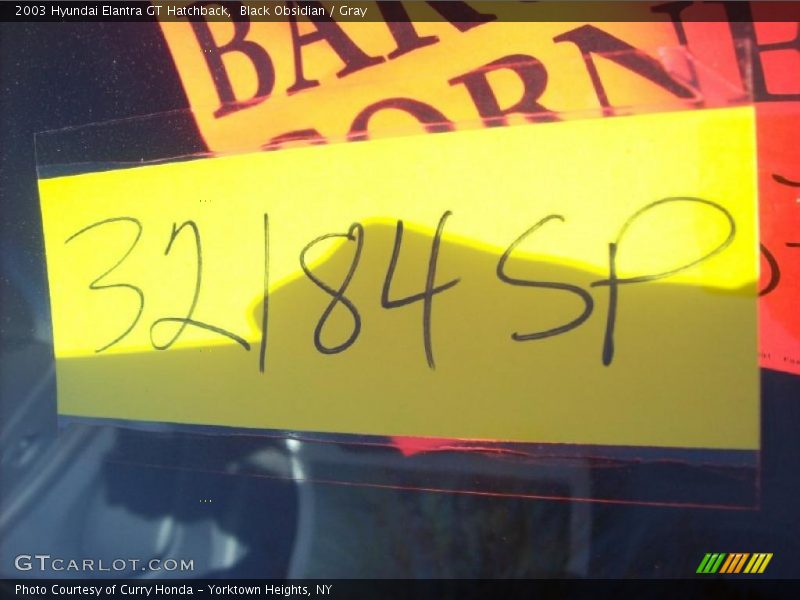 2003 Hyundai Elantra GT Hatchback,  Black Obsidian / Gray
BAR
CORNE
32184SP
GTCARLOT.COM
Photo Courtesy of Curry Honda - Yorktown Heights, NY